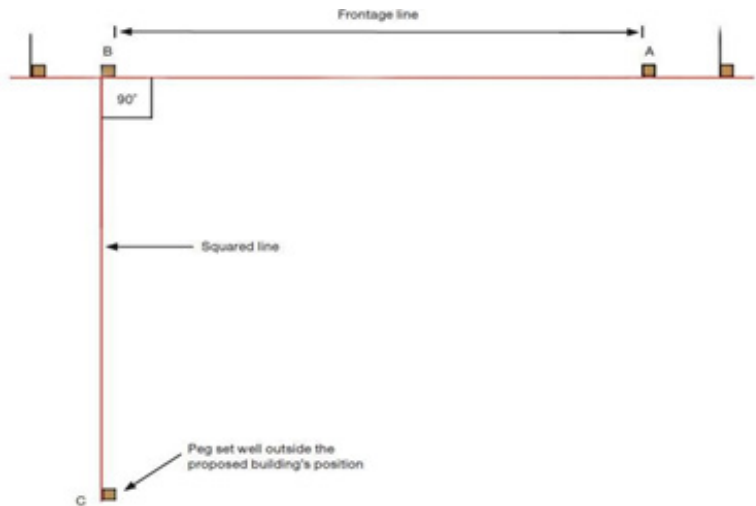 Frontage line
B
A
90°
Squared line
Peg set well outside the
proposed building's position
C